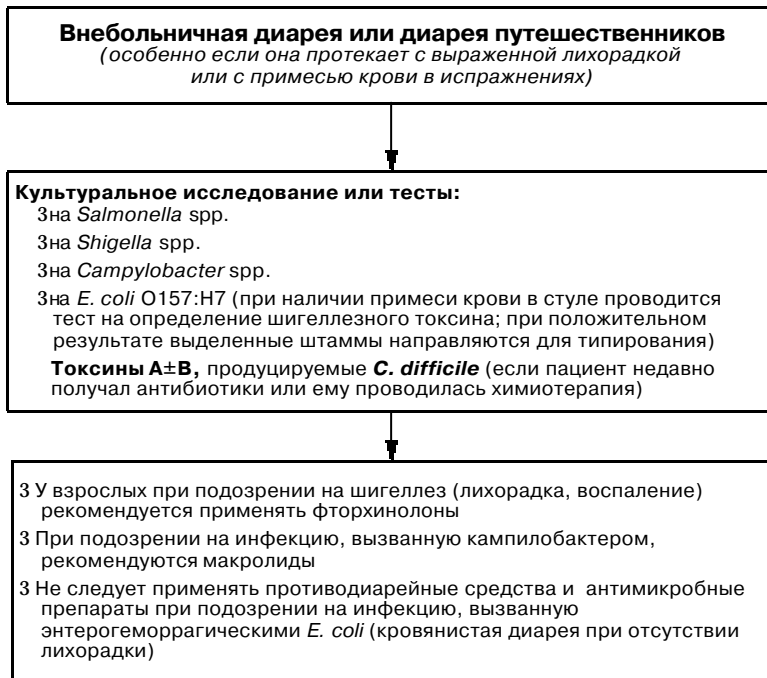 Внебольничная диарея или диарея путешественников
(особенно если она протекает с выраженной лихорадкой
или с примесью крови в испражнениях)
Культуральное исследование или тесты:
3на Salmonella spp.
3на Shigella spp.
3на Campylobacter spp.
3на E. coli O157:H7 (при наличии примеси крови в стуле проводится
тест на определение шигеллезного токсина; при положительном
результате выделенные штаммы направляются для типирования)
Токсины A±B, продуцируемые C. difficile (если пациент недавно
получал антибиотики или ему проводилась химиотерапия)
3 У взрослых при подозрении на шигеллез (лихорадка, воспаление)
рекомендуется применять фторхинолоны
3 При подозрении на инфекцию, вызванную кампилобактером,
рекомендуются макролиды
3 Не следует применять противодиарейные средства и антимикробные
препараты при подозрении на инфекцию, вызванную
энтерогеморрагическими E. coli (кровянистая диарея при отсутствии
лихорадки)